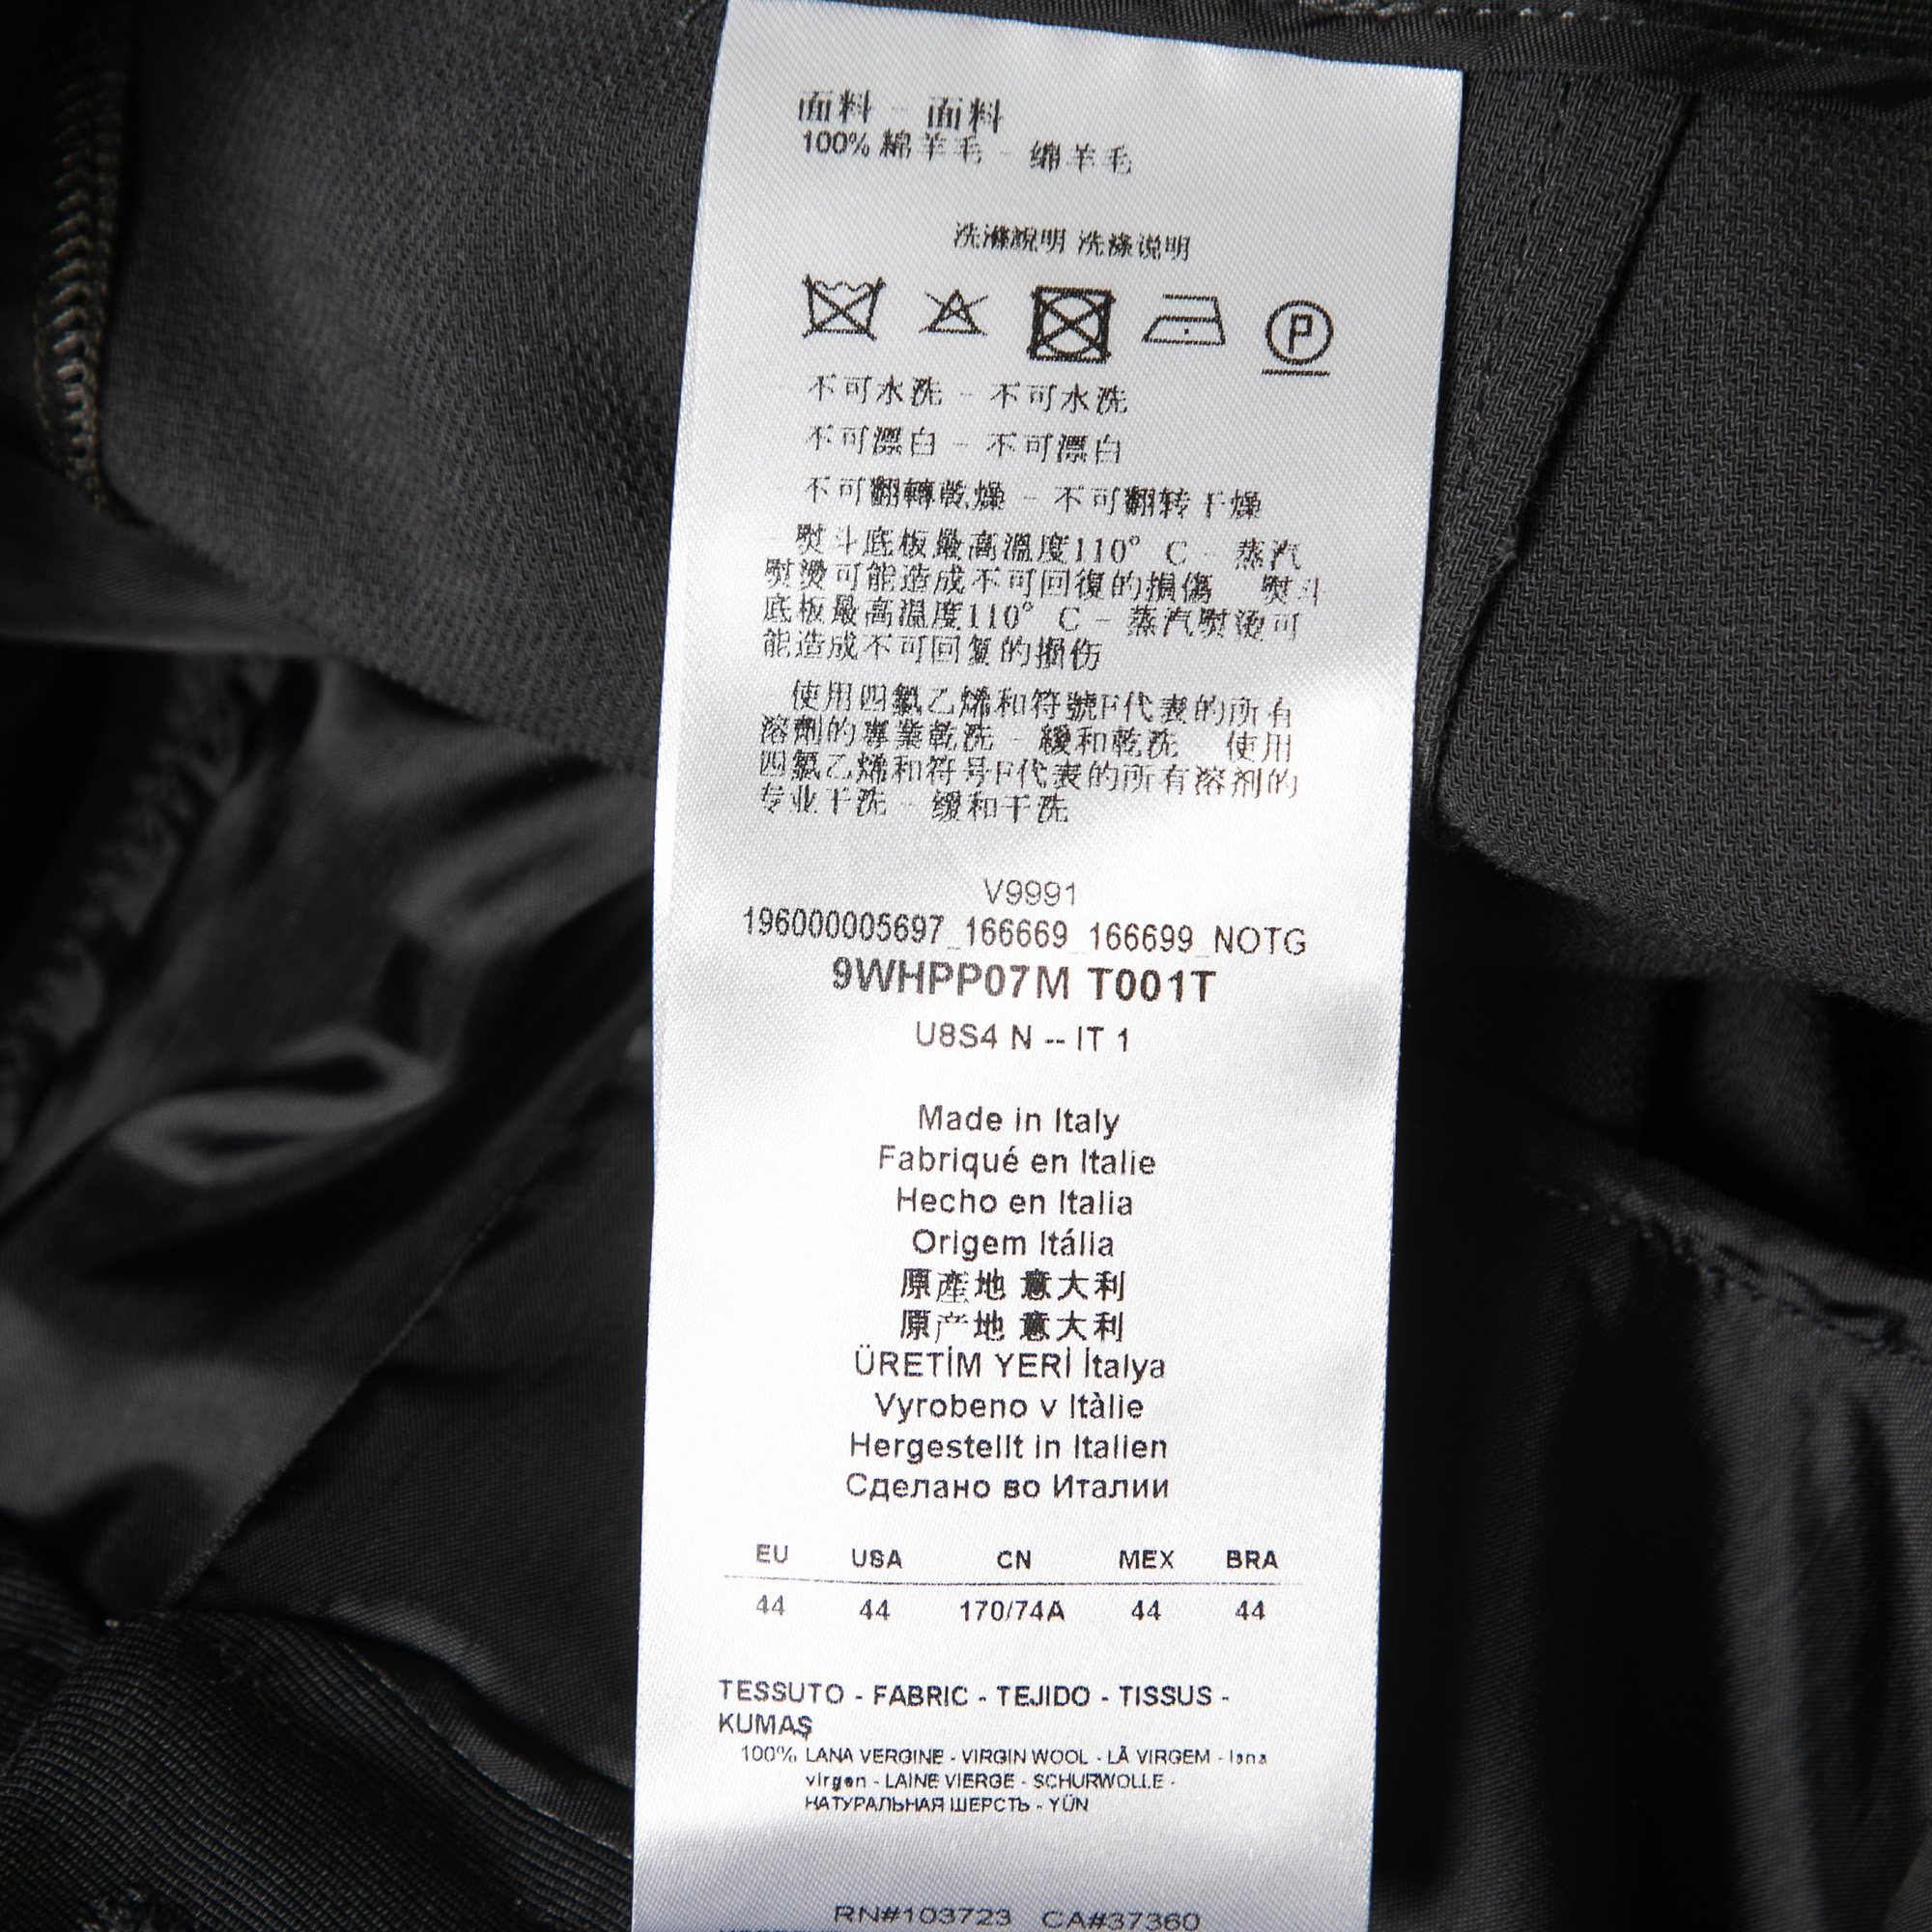 面料 - 面料
100% 綿羊毛 - 绵羊毛
洗滌說明 洗涤说明
P
不可水洗 - 不可水洗
不可漂白 - 不可漂白
不可翻轉乾燥 - 不可翻转干燥
熨斗底板最高溫度110° C - 蒸汽
熨燙可能造成不可回復的損傷 熨斗
底板最高温度110° C - 蒸汽熨烫可
能造成不可回复的损伤
使用四氯乙烯和符號F代表的所有
溶劑的專業乾洗 - 緩和乾洗 使用
四氯乙烯和符号F代表的所有溶剂的
专业干洗 - 缓和干洗
V9991
196000005697_166669_166699_NOTG
9WHPP07M T001T
U8S4 N -- IT 1
Made in Italy
Fabriqué en Italie
Hecho en Italia
Origem Itália
原產地 意大利
原产地 意大利
ÜRETİM YERİ İtalya
Vyrobeno v Itàlie
Hergestellt in Italien
Сделано во Италии
EU USA CN MEX BRA
44 44 170/74A 44 44
TESSUTO - FABRIC - TEJIDO - TISSUS -
KUMAŞ
100% LANA VERGINE - VIRGIN WOOL - LÃ VIRGEM - lana
virgen - LAINE VIERGE - SCHURWOLLE -
НАТУРАЛЬНАЯ ШЕРСТЬ - YÜN
RN#103723 CA#37360